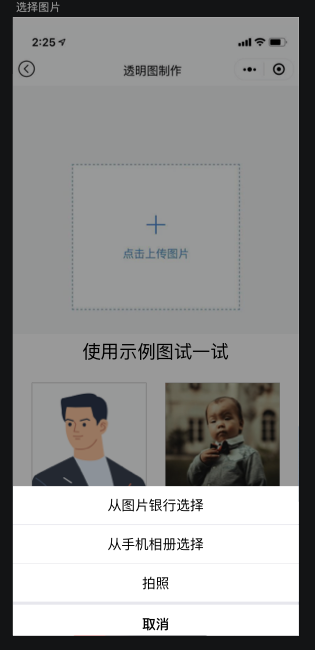 选择图片
2:25
透明图制作
点击上传图片
使用示例图试一试
从图片银行选择
从手机相册选择
拍照
取消